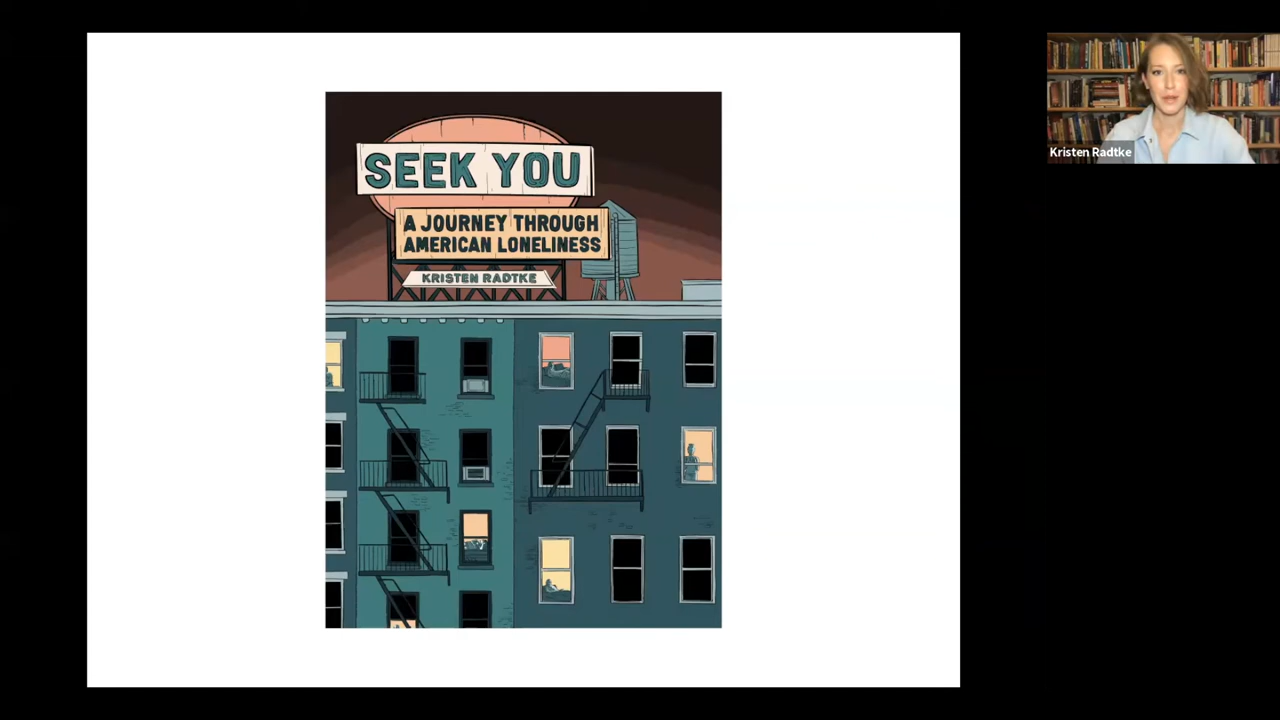 SEEK YOU
A JOURNEY THROUGH
AMERICAN LONELINESS
KRISTEN RADTKE
Kristen Radtke